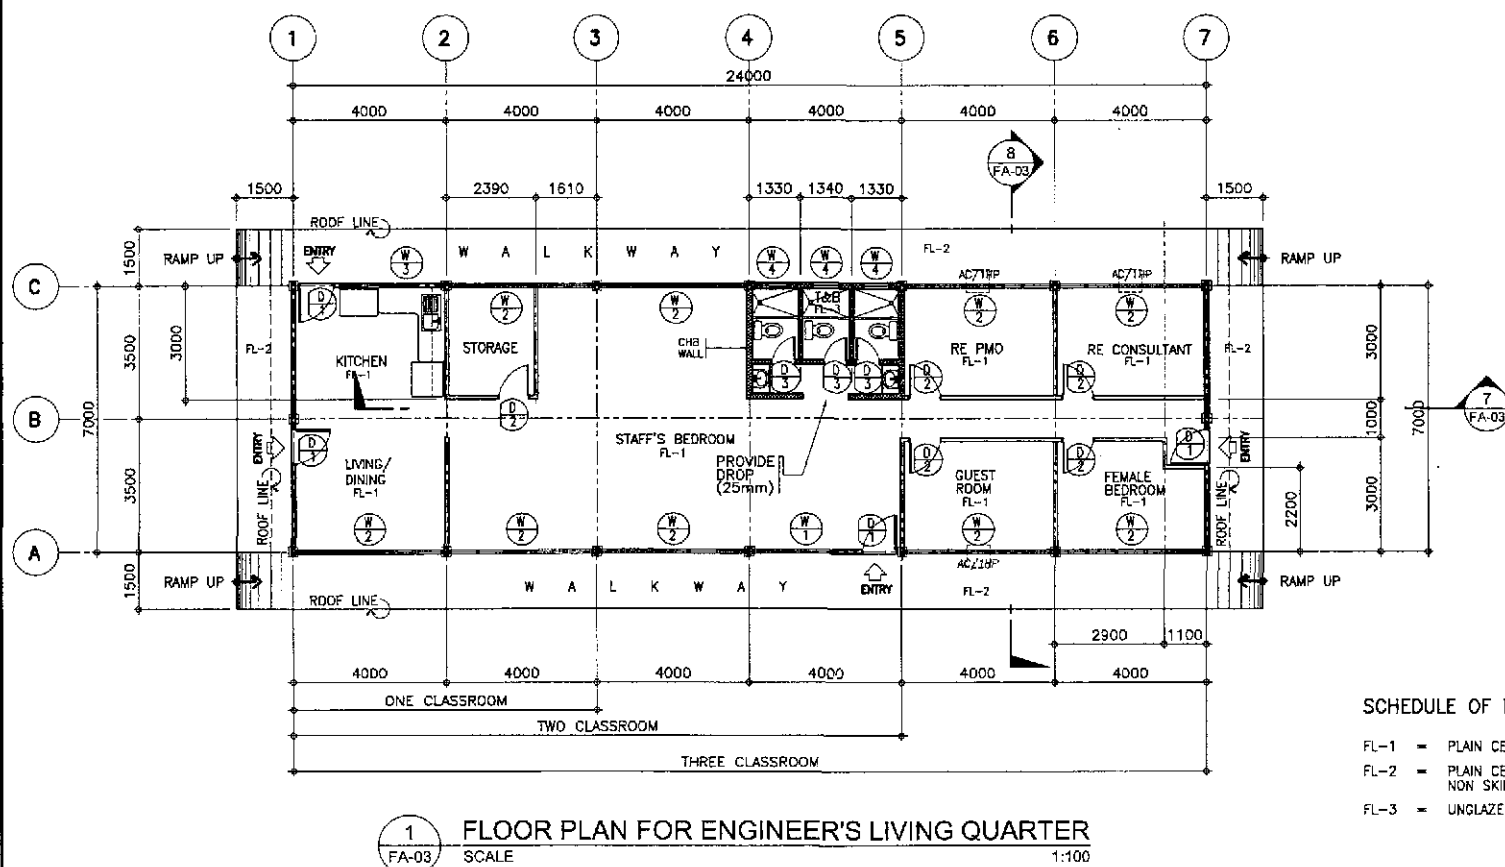 1 2 3 4 5 6 7
24000
4000 4000 4000 4000 4000 4000
8
FA-03
1500 2390 1610 1330 1340 1330 1500
ROOF LINE
W A L K W A Y
FL-2
RAMP UP
ENTRY
W
3
W
4
W
4
W
4
RAMP UP
1500
AC/1HP
AC/1HP
C
D
1
W
2
W
2
T&B
W
2
W
2
7000
3500
3000
FL-2
KITCHEN
FL-1
STORAGE
CHB
WALL
RE PMO
FL-1
RE CONSULTANT
FL-1
FL-2
3000
7000
D
3
D
3
D
3
D
2
D
2
D
2
7
FA-03
B
1000
ENTRY
D
1
STAFF'S BEDROOM
FL-1
D
1
ENTRY
3500
LIVING/
DINING
FL-1
PROVIDE
DROP
(25mm)
D
2
GUEST
ROOM
FL-1
D
2
FEMALE
BEDROOM
FL-1
ROOF LINE
ROOF LINE
2200
3000
W
2
W
2
W
2
W
1
D
1
W
2
W
2
A
AC/1HP
1500
RAMP UP
W A L K W A Y
ENTRY
FL-2
RAMP UP
ROOF LINE
2900 1100
4000 4000 4000 4000 4000 4000
ONE CLASSROOM
TWO CLASSROOM
THREE CLASSROOM
SCHEDULE OF
FL-1 = PLAIN
FL-2 = PLAIN
NON
FL-3 =
1
FA-03
FLOOR PLAN FOR ENGINEER'S LIVING QUARTER
SCALE 1:100